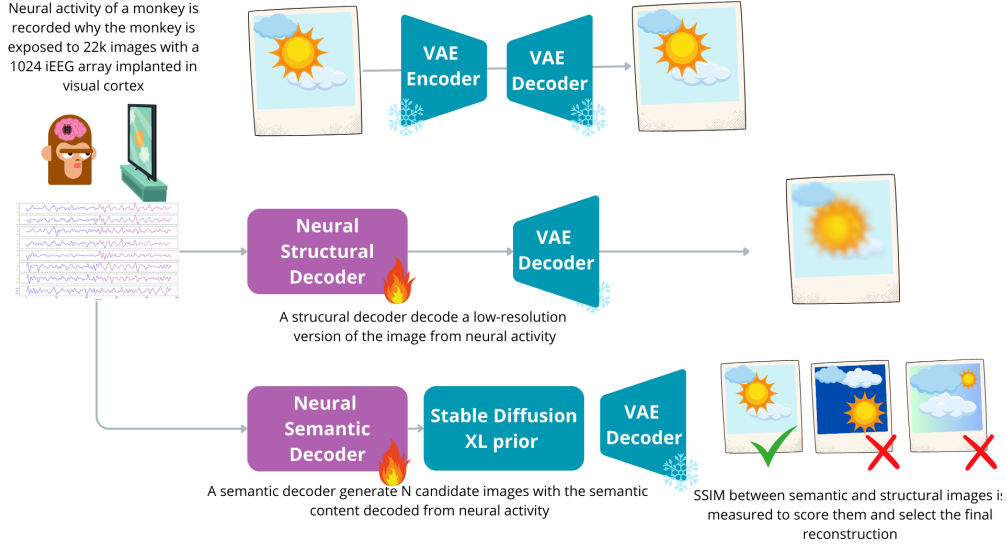 Neural activity of a monkey is
recorded why the monkey is
exposed to 22k images with a
1024 iEEG array implanted in
visual cortex
VAE
Encoder
VAE
Decoder
Neural
Structural
Decoder
VAE
Decoder
A strucural decoder decode a low-resolution
version of the image from neural activity
Neural
Semantic
Decoder
Stable Diffusion
XL prior
VAE
Decoder
A semantic decoder generate N candidate images with the semantic
content decoded from neural activity
SSIM between semantic and structural images is
measured to score them and select the final
reconstruction